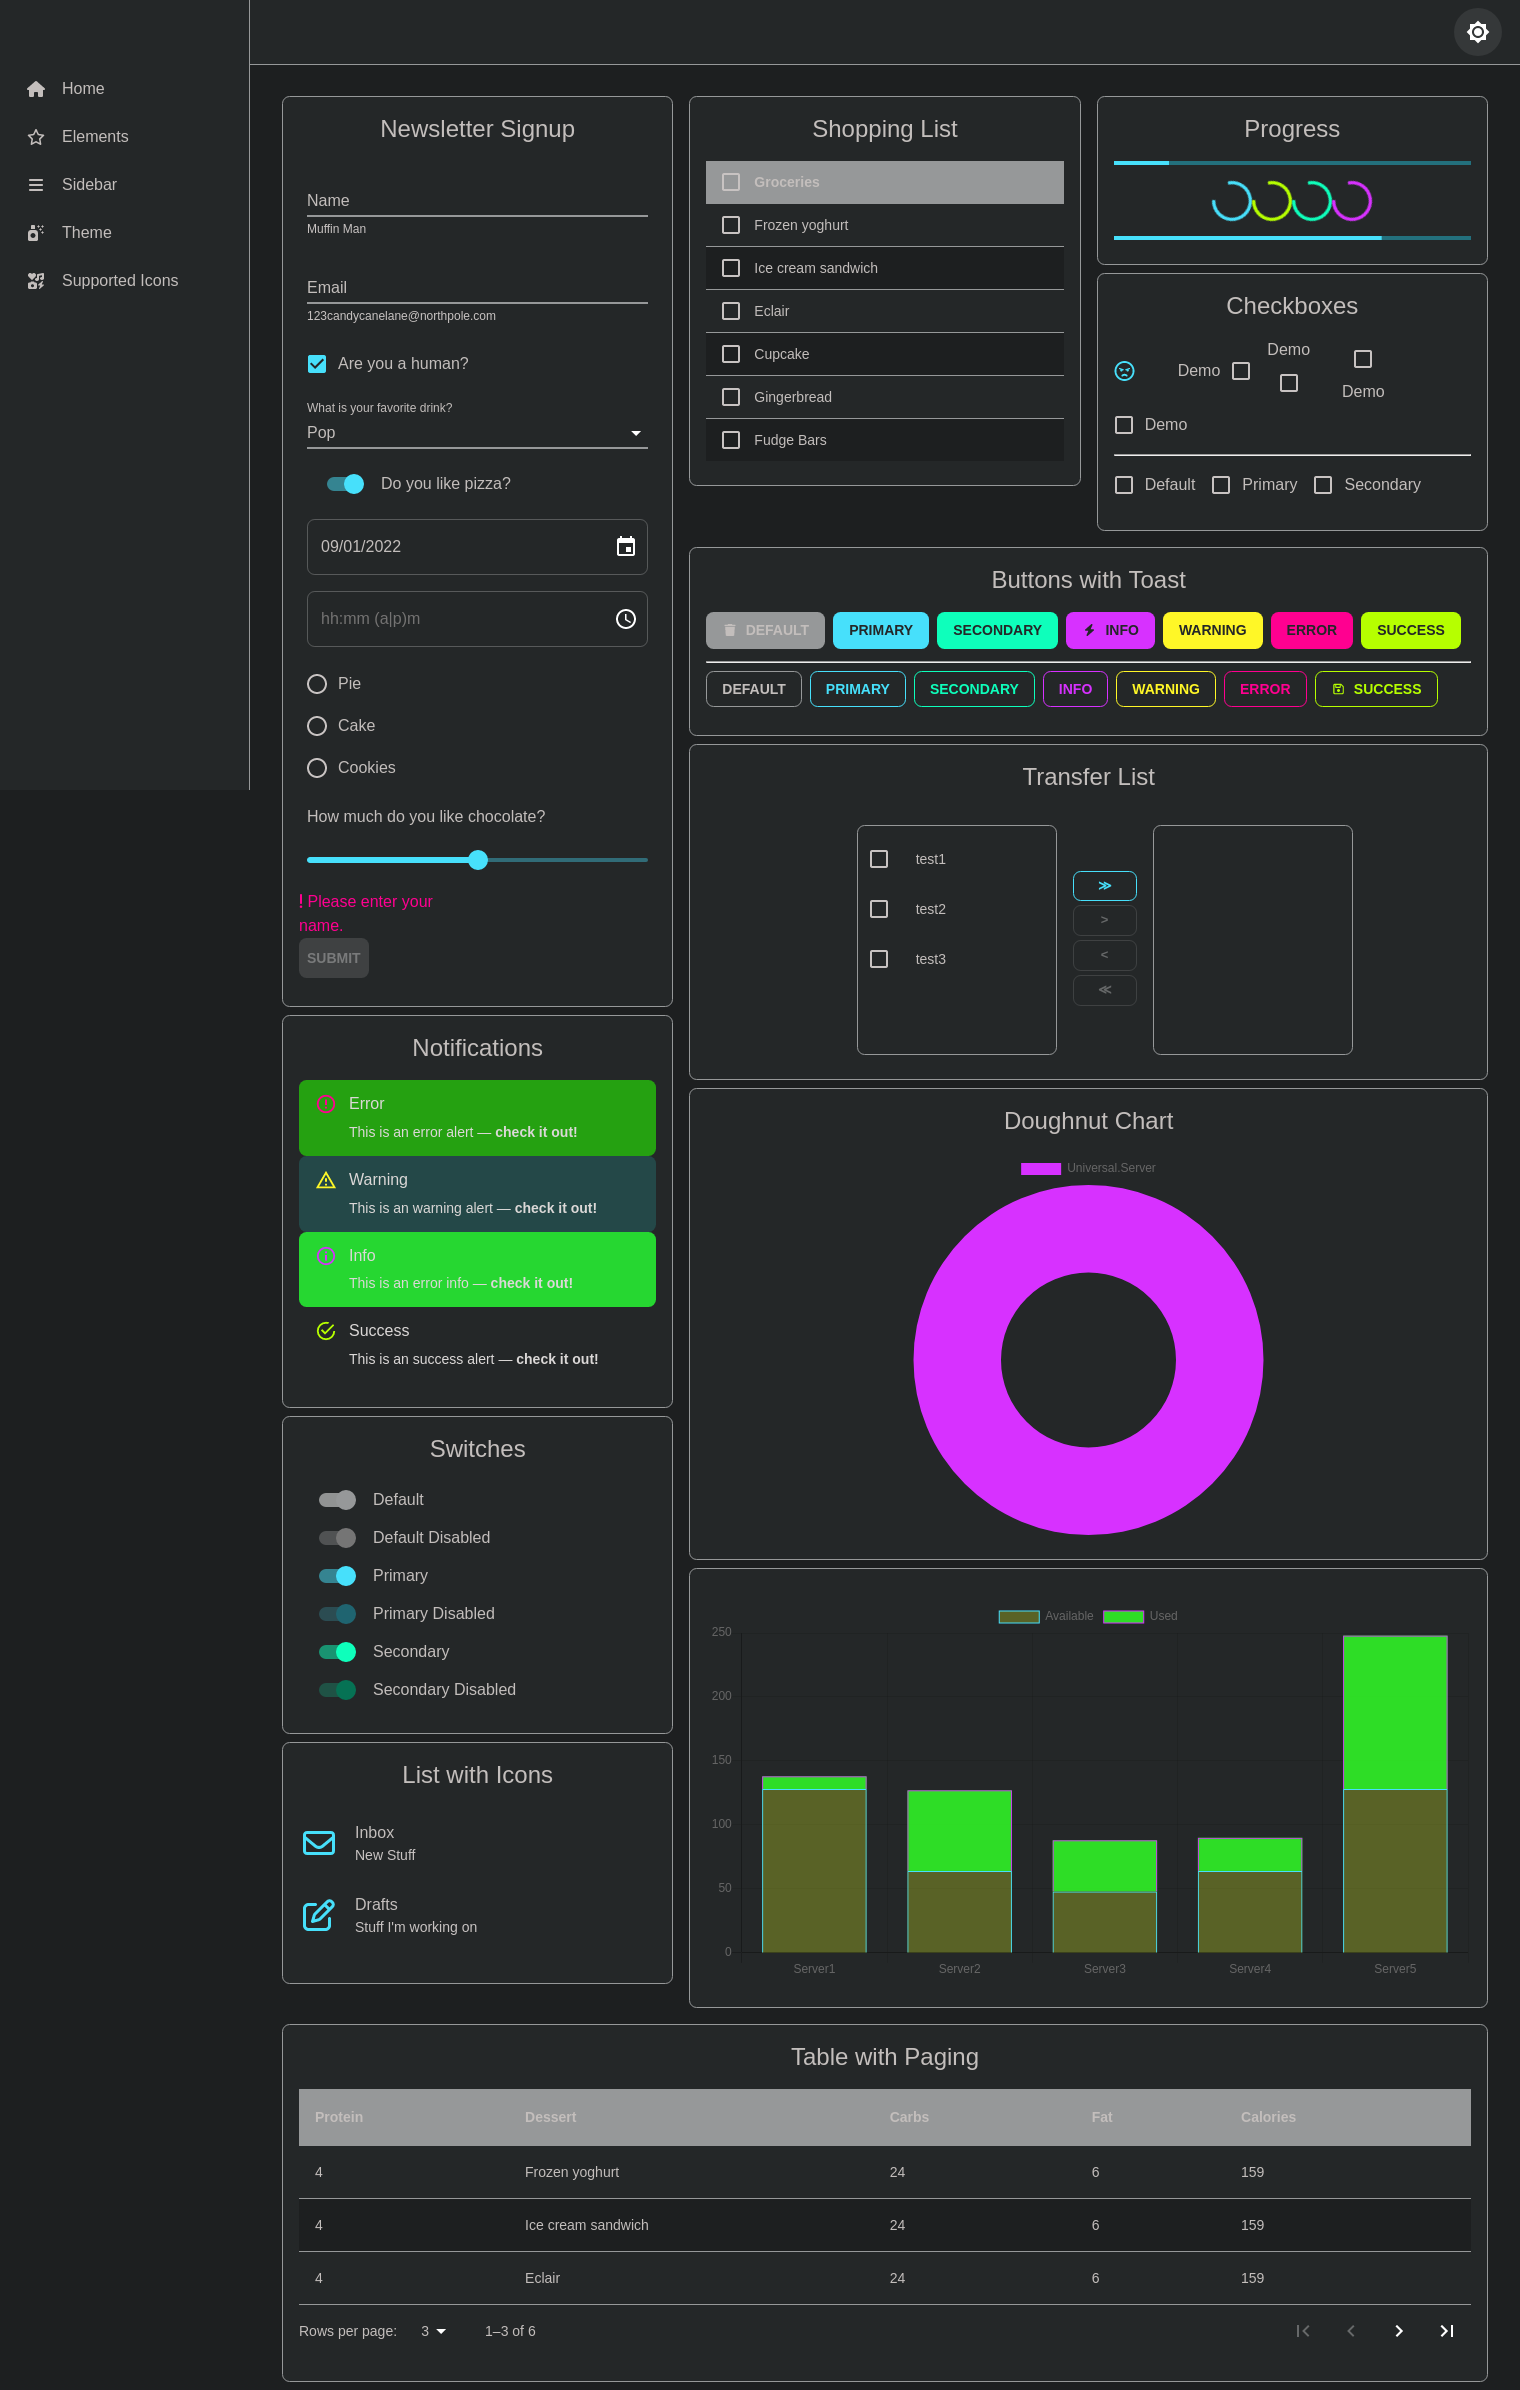 Home
Elements
Sidebar
Theme
Supported Icons
Newsletter Signup
Name
Muffin Man
Email
123candycanelane@northpole.com
Are you a human?
What is your favorite drink?
Pop
Do you like pizza?
09/01/2022
hh:mm (a|p)m
Pie
Cake
Cookies
How much do you like chocolate?
! Please enter your
name.
SUBMIT
Notifications
Error
This is an error alert — check it out!
Warning
This is an warning alert — check it out!
Info
This is an error info — check it out!
Success
This is an success alert — check it out!
Switches
Default
Default Disabled
Primary
Primary Disabled
Secondary
Secondary Disabled
List with Icons
Inbox
New Stuff
Drafts
Stuff I'm working on
Shopping List
Groceries
Frozen yoghurt
Ice cream sandwich
Eclair
Cupcake
Gingerbread
Fudge Bars
Progress
Checkboxes
Demo
Demo
Demo
Demo
Default Primary Secondary
Buttons with Toast
DEFAULT PRIMARY SECONDARY INFO WARNING ERROR SUCCESS
DEFAULT PRIMARY SECONDARY INFO WARNING ERROR SUCCESS
Transfer List
test1
test2
test3
≫
>
<
≪
Doughnut Chart
Universal.Server
Available Used
250
200
150
100
50
0
Server1 Server2 Server3 Server4 Server5
Table with Paging
Protein Dessert Carbs Fat Calories
4 Frozen yoghurt 24 6 159
4 Ice cream sandwich 24 6 159
4 Eclair 24 6 159
Rows per page: 3 1–3 of 6